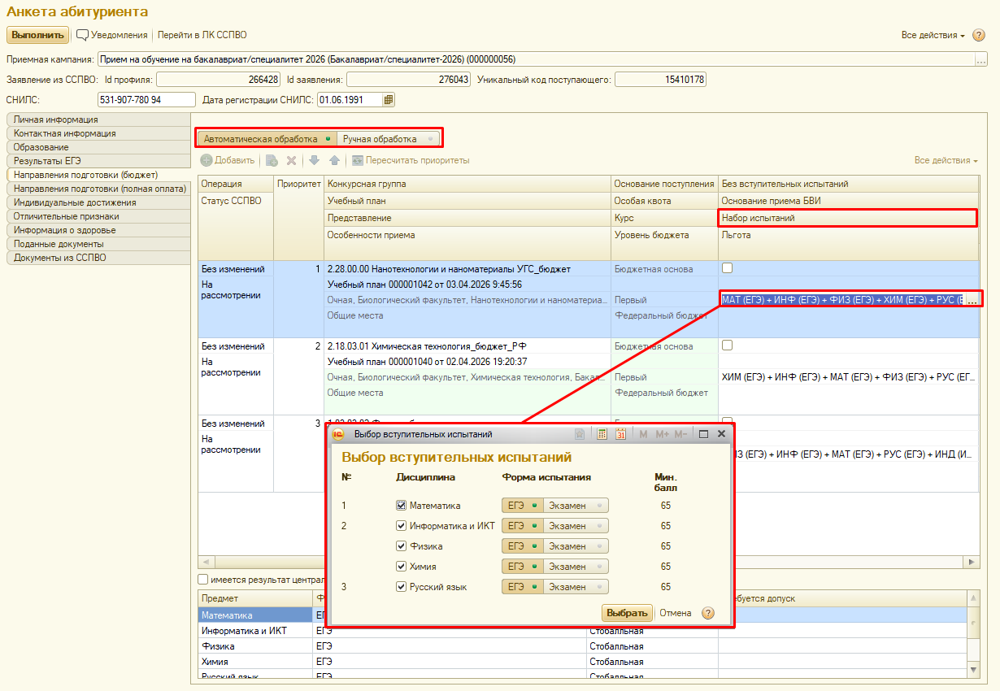 Анкета абитуриента
Выполнить Уведомления Перейти в ЛК ССПВО Все действия ?
Приемная кампания: Прием на обучение на бакалавриат/специалитет 2026 (Бакалавриат/специалитет-2026) (000000056) ...
Заявление из ССПВО: Id профиля: 266428 Id заявления: 276043 Уникальный код поступающего: 15410178
СНИЛС: 531-907-780 94 Дата регистрации СНИЛС: 01.06.1991
Личная информация
Контактная информация
Образование
Результаты ЕГЭ
Направления подготовки (бюджет)
Направления подготовки (полная оплата)
Индивидуальные достижения
Отличительные признаки
Информация о здоровье
Поданные документы
Документы из ССПВО
Автоматическая обработка Ручная обработка
Добавить Пересчитать приоритеты Все действия
Операция Приоритет Конкурсная группа Основание поступления Без вступительных испытаний
Статус ССПВО Учебный план Особая квота Основание приема БВИ
Представление Курс Набор испытаний
Особенности приема Уровень бюджета Льгота
Без изменений 1 2.28.00.00 Нанотехнологии и наноматериалы УГС_бюджет Бюджетная основа
На рассмотрении Учебный план 000001042 от 03.04.2026 9:45:56
Очная, Биологический факультет, Нанотехнологии и наноматериа... Первый МАТ (ЕГЭ) + ИНФ (ЕГЭ) + ФИЗ (ЕГЭ) + ХИМ (ЕГЭ) + РУС (Е ...
Общие места Федеральный бюджет
Без изменений 2 2.18.03.01 Химическая технология_бюджет_РФ Бюджетная основа
На рассмотрении Учебный план 000001040 от 02.04.2026 19:20:37
Очная, Биологический факультет, Химическая технология, Бакал... Первый ХИМ (ЕГЭ) + ИНФ (ЕГЭ) + МАТ (ЕГЭ) + ФИЗ (ЕГЭ) + РУС (ЕГ...
Общие места Федеральный бюджет
Без изменений 3
На рассмотрении
(ЕГЭ) + ИНФ (ЕГЭ) + МАТ (ЕГЭ) + РУС (ЕГЭ) + ИНД (И...
Выбор вступительных испытаний M M+ M-
Выбор вступительных испытаний
№ Дисциплина Форма испытания Мин. балл
1 Математика ЕГЭ Экзамен 65
2 Информатика и ИКТ ЕГЭ Экзамен 65
Физика ЕГЭ Экзамен 65
Химия ЕГЭ Экзамен 65
3 Русский язык ЕГЭ Экзамен 65
Выбрать Отмена ?
имеется результат
Предмет допуск
Математика
Информатика и ИКТ ЕГЭ Стобалльная
Физика ЕГЭ Стобалльная
Химия ЕГЭ Стобалльная
Русский язык ЕГЭ Стобалльная